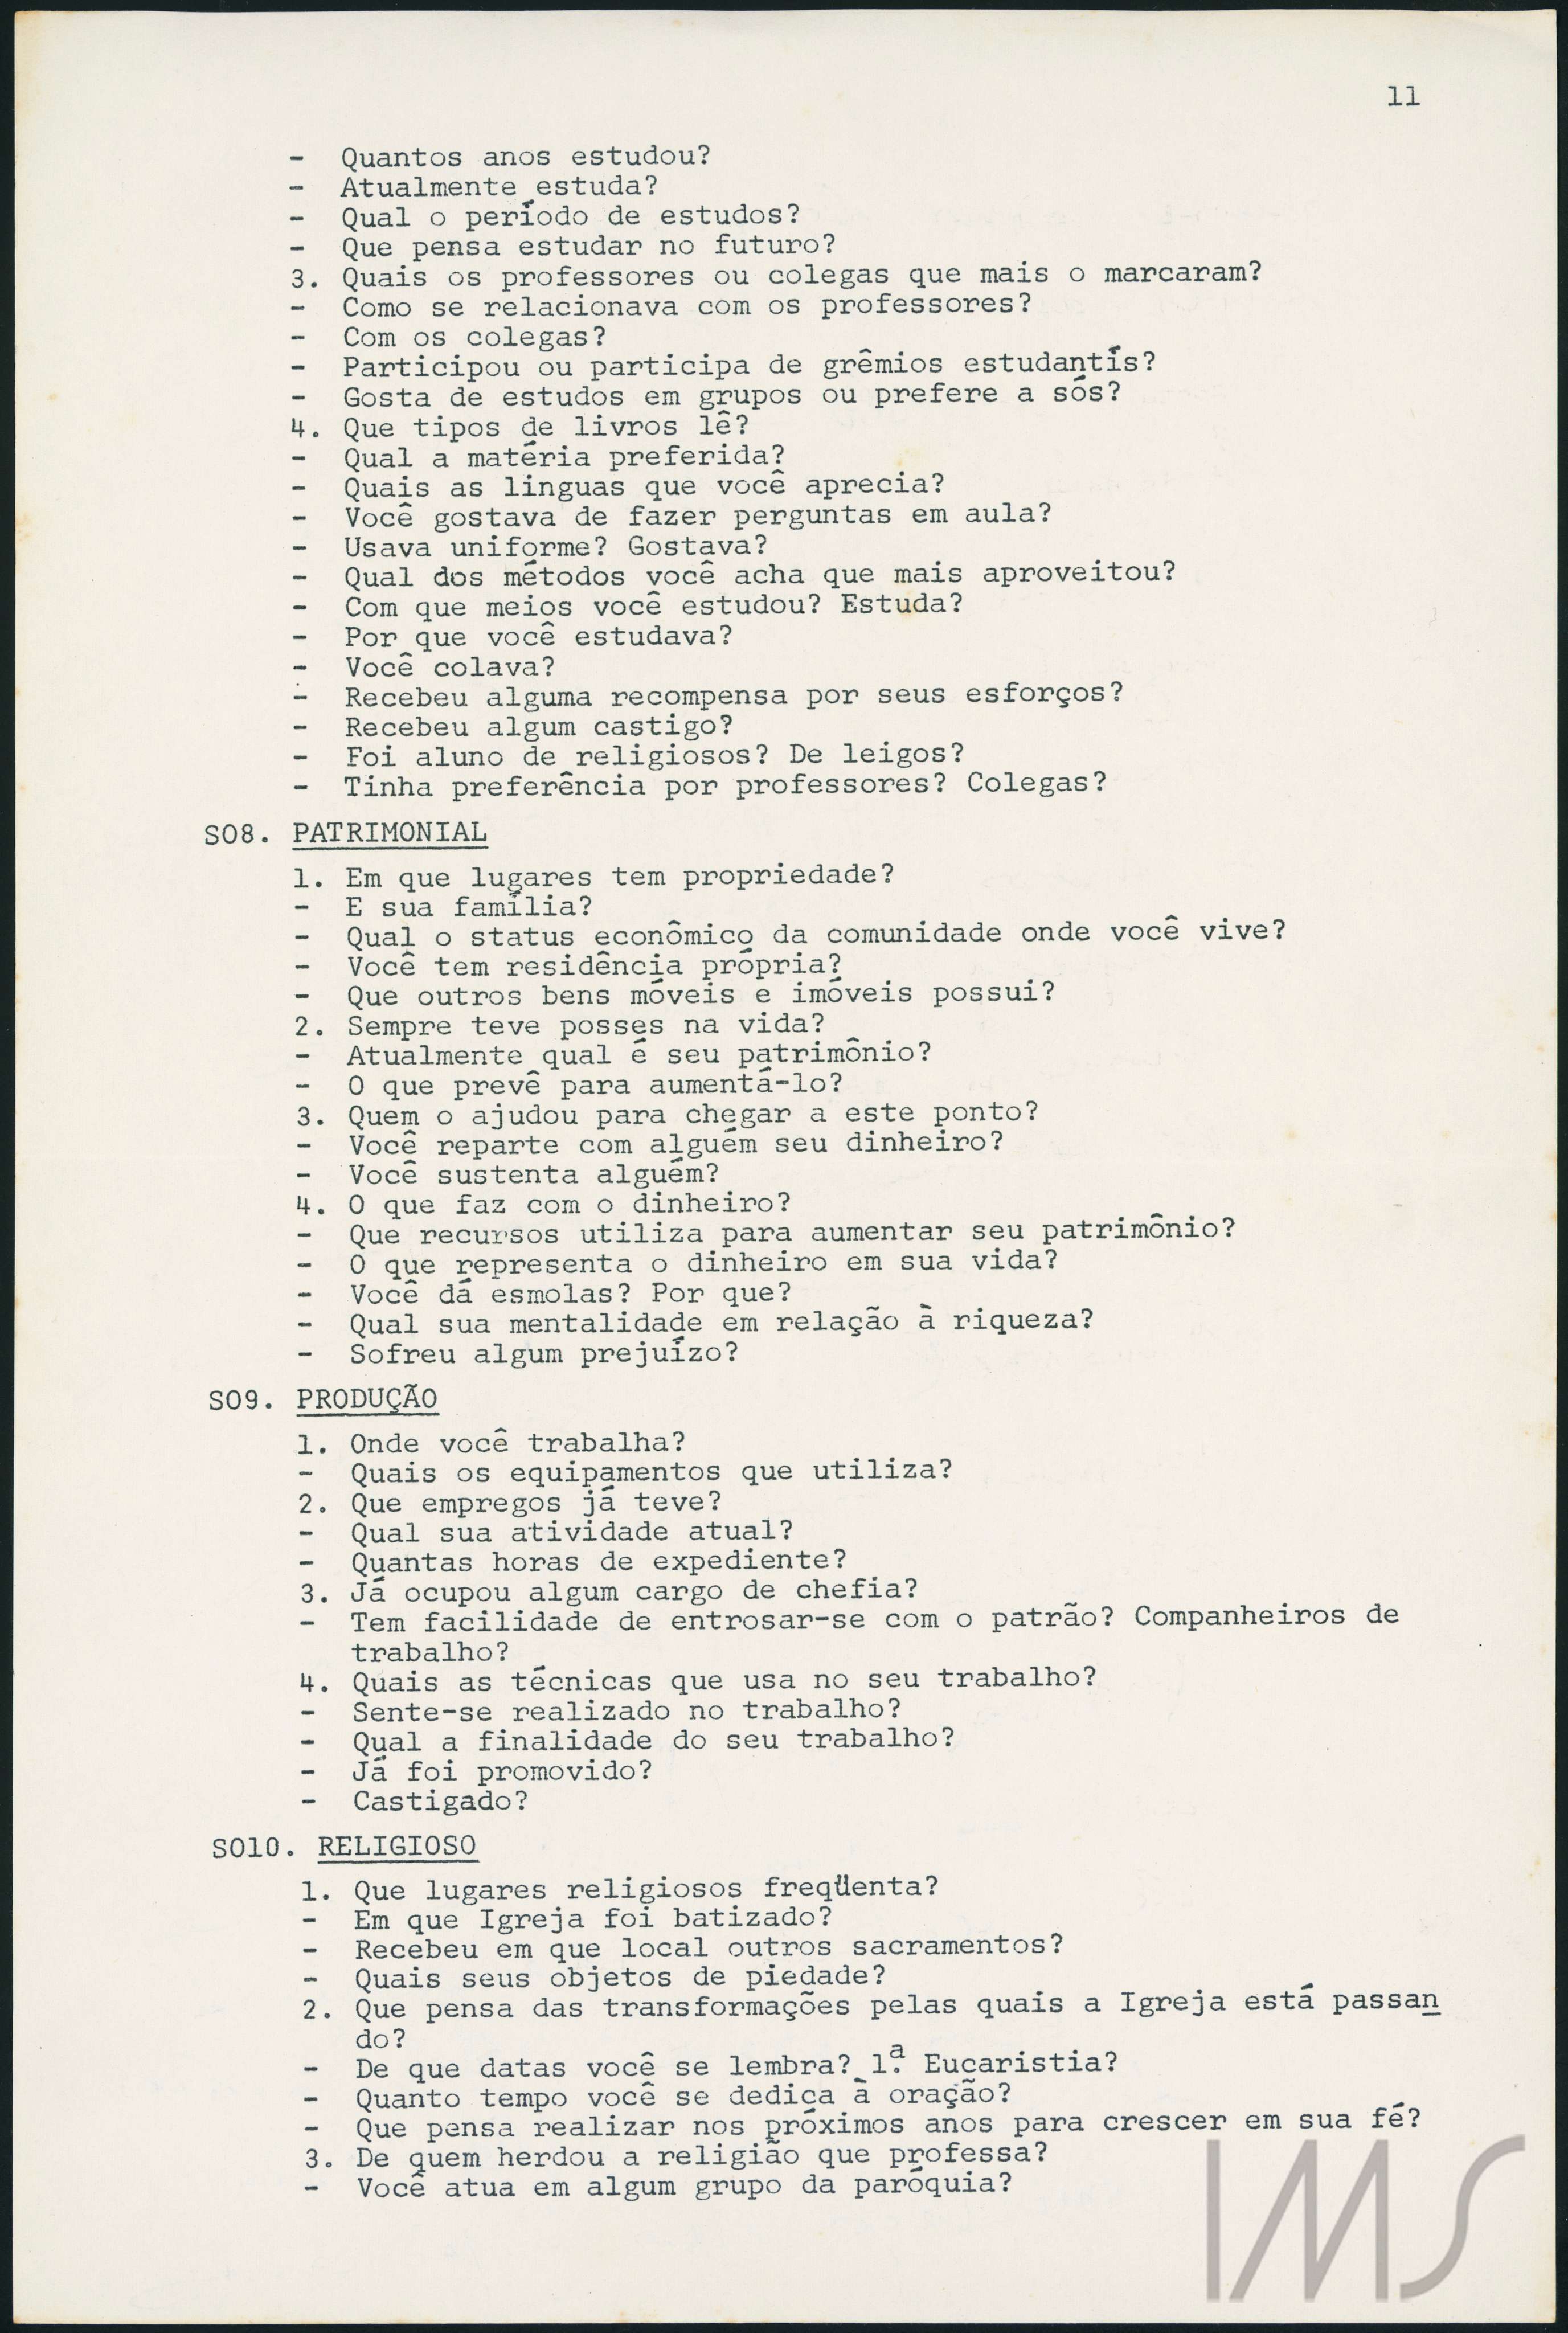 11
- Quantos anos estudou?
- Atualmente estuda?
- Qual o período de estudos?
- Que pensa estudar no futuro?
3. Quais os professores ou colegas que mais o marcaram?
- Como se relacionava com os professores?
- Com os colegas?
- Participou ou participa de grêmios estudantís?
- Gosta de estudos em grupos ou prefere a sós?
4. Que tipos de livros lê?
- Qual a matéria preferida?
- Quais as linguas que você aprecia?
- Você gostava de fazer perguntas em aula?
- Usava uniforme? Gostava?
- Qual dos métodos você acha que mais aproveitou?
- Com que meios você estudou? Estuda?
- Por que você estudava?
- Você colava?
- Recebeu alguma recompensa por seus esforços?
- Recebeu algum castigo?
- Foi aluno de religiosos? De leigos?
- Tinha preferência por professores? Colegas?
SO8. PATRIMONIAL
1. Em que lugares tem propriedade?
- E sua família?
- Qual o status econômico da comunidade onde você vive?
- Você tem residência própria?
- Que outros bens móveis e imóveis possui?
2. Sempre teve posses na vida?
- Atualmente qual é seu patrimônio?
- O que prevê para aumentá-lo?
3. Quem o ajudou para chegar a este ponto?
- Você reparte com alguém seu dinheiro?
- Você sustenta alguém?
4. O que faz com o dinheiro?
- Que recursos utiliza para aumentar seu patrimônio?
- O que representa o dinheiro em sua vida?
- Você dá esmolas? Por que?
- Qual sua mentalidade em relação à riqueza?
- Sofreu algum prejuízo?
SO9. PRODUÇÃO
1. Onde você trabalha?
- Quais os equipamentos que utiliza?
2. Que empregos já teve?
- Qual sua atividade atual?
- Quantas horas de expediente?
3. Já ocupou algum cargo de chefia?
- Tem facilidade de entrosar-se com o patrão? Companheiros de
trabalho?
4. Quais as técnicas que usa no seu trabalho?
- Sente-se realizado no trabalho?
- Qual a finalidade do seu trabalho?
- Já foi promovido?
- Castigado?
SO10. RELIGIOSO
1. Que lugares religiosos freqüenta?
- Em que Igreja foi batizado?
- Recebeu em que local outros sacramentos?
- Quais seus objetos de piedade?
2. Que pensa das transformações pelas quais a Igreja está passan
do?
- De que datas você se lembra? 1.ª Eucaristia?
- Quanto tempo você se dedica à oração?
- Que pensa realizar nos próximos anos para crescer em sua fé?
3. De quem herdou a religião que professa?
- Você atua em algum grupo da paróquia?
IMS